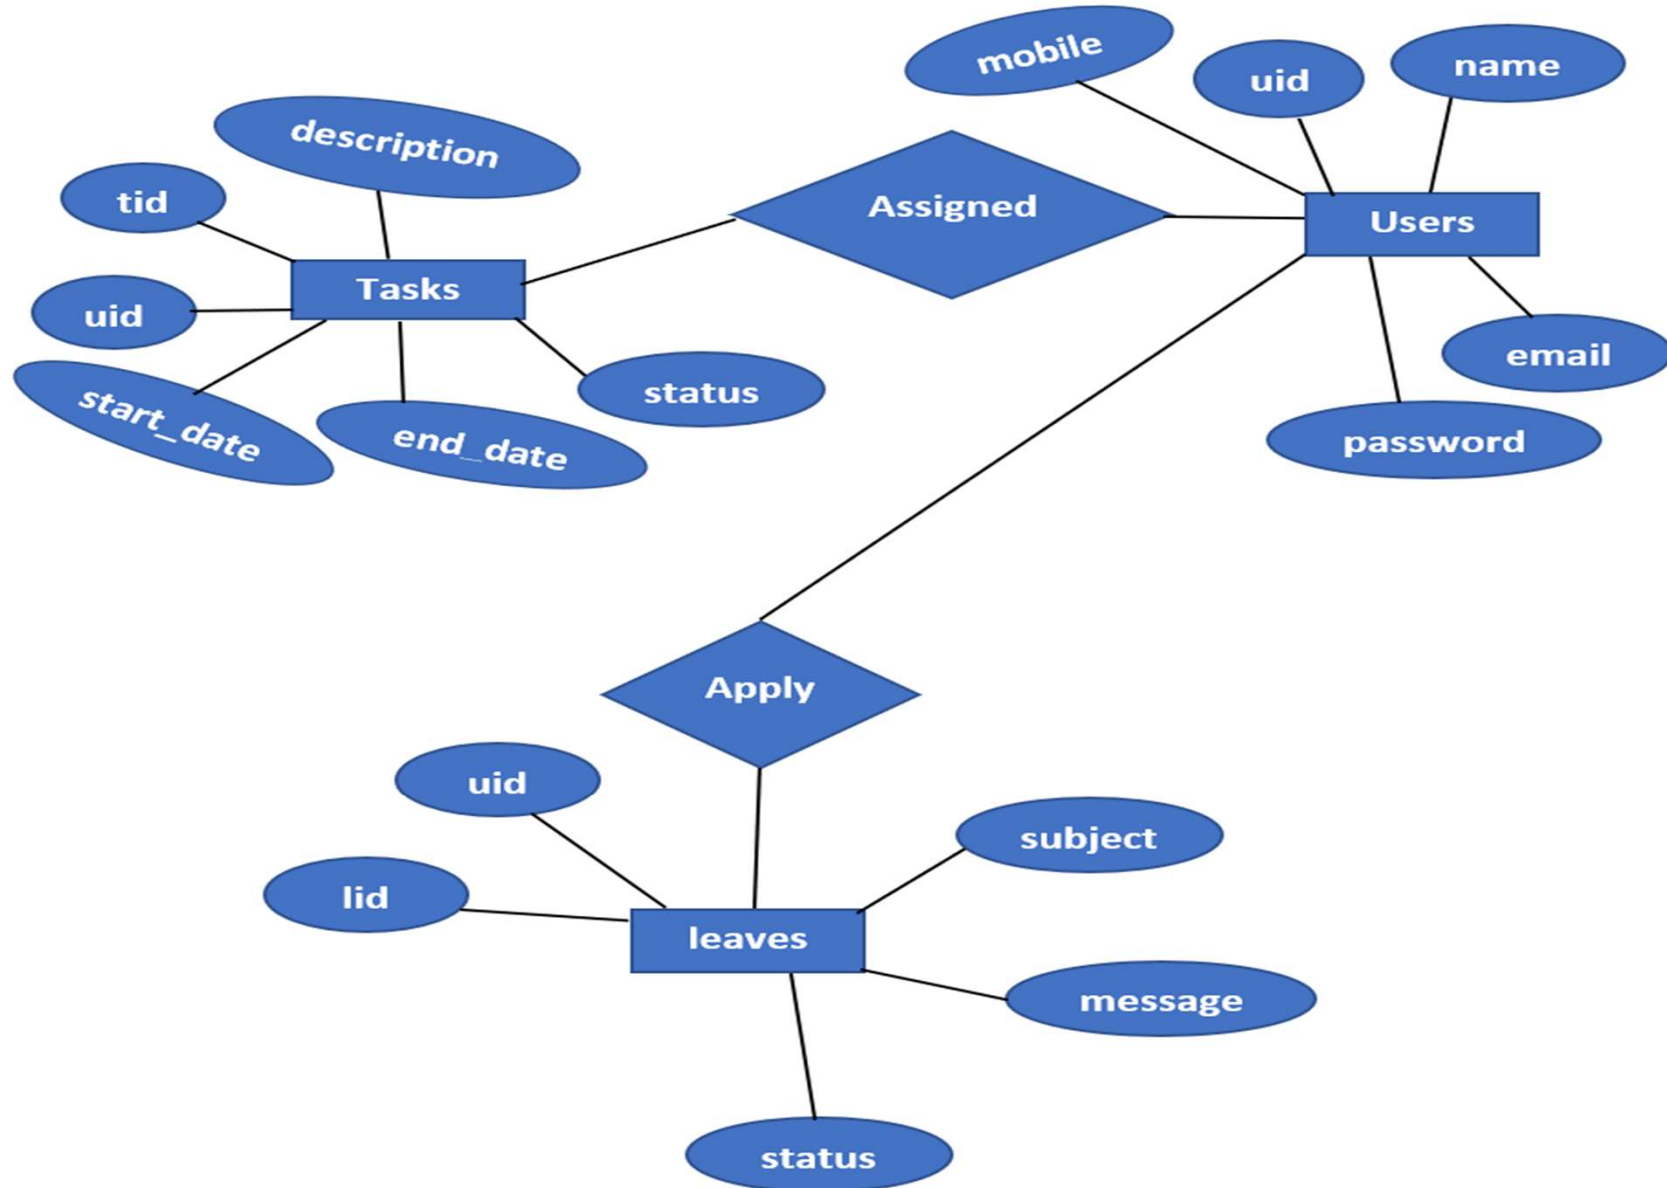 mobile
uid
name
description
tid
Assigned
Users
Tasks
uid
status
email
start_date
end_date
password
Apply
uid
subject
lid
leaves
message
status